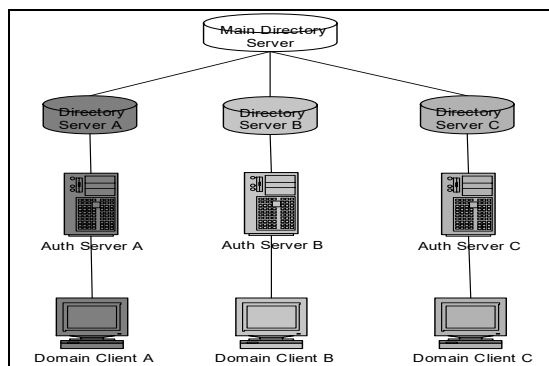 Main Directory
Server
Directory
Server A
Directory
Server B
Directory
Server C
Auth Server A
Auth Server B
Auth Server C
Domain Client A
Domain Client B
Domain Client C